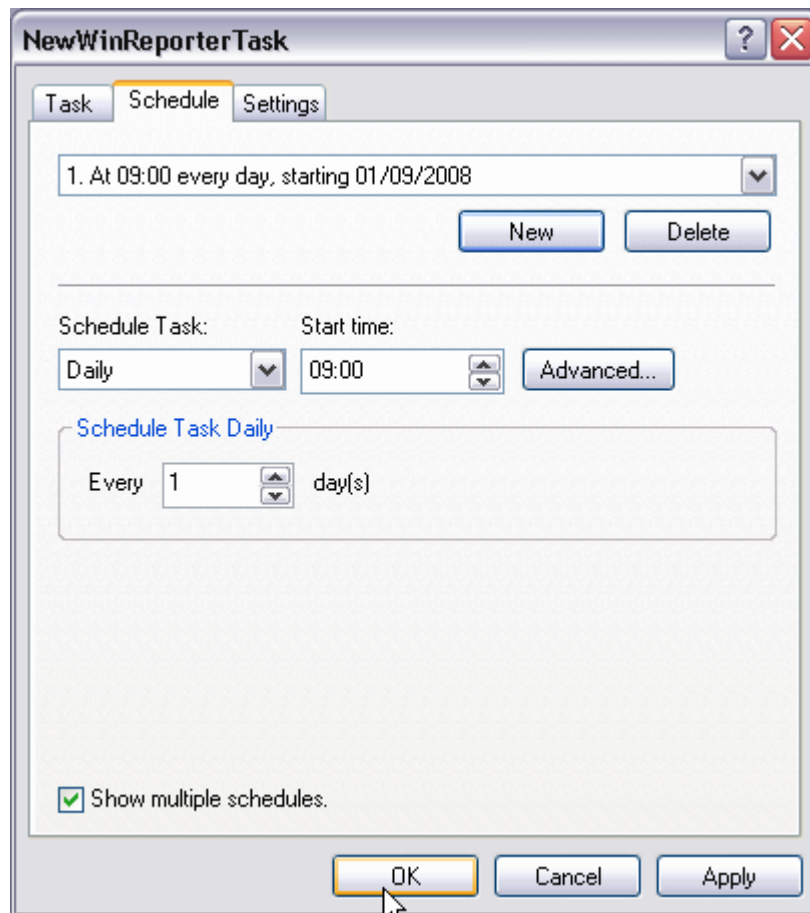 NewWinReporterTask
Task Schedule Settings
1. At 09:00 every day, starting 01/09/2008
New Delete
Schedule Task: Start time:
Daily 09:00 Advanced...
Schedule Task Daily
Every 1 day(s)
Show multiple schedules.
OK Cancel Apply